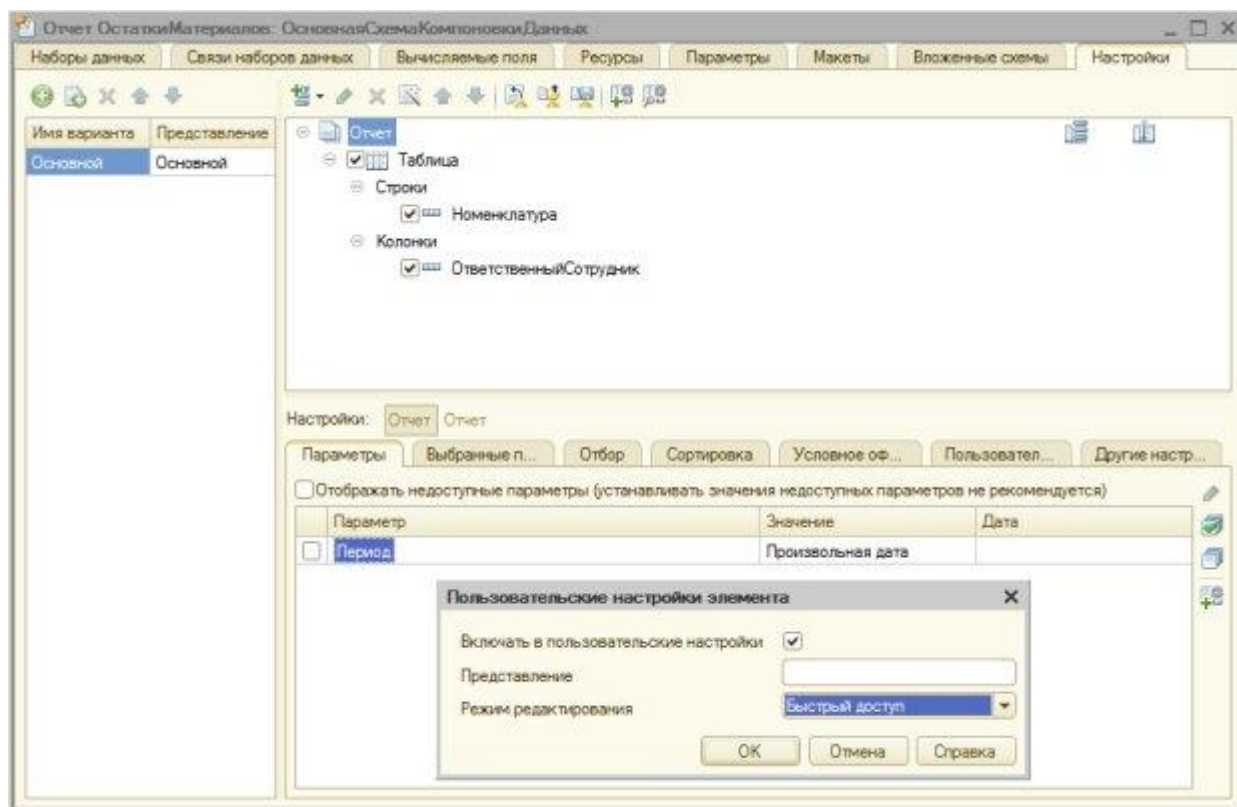 Отчет ОстаткиМатериалов: ОсновнаяСхемаКомпоновкиДанных
Наборы данных Связи наборов данных Вычисляемые поля Ресурсы Параметры Макеты Вложенные схемы Настройки
Имя варианта Представление
Основной Основной
Отчет
Таблица
Строки
Номенклатура
Колонки
ОтветственныйСотрудник
Настройки: Отчет Отчет
Параметры Выбранные п... Отбор Сортировка Условное оф... Пользовател... Другие настр...
Отображать недоступные параметры (устанавливать значения недоступных параметров не рекомендуется)
Параметр Значение Дата
Период Произвольная дата
Пользовательские настройки элемента
Включать в пользовательские настройки
Представление
Режим редактирования Быстрый доступ
ОК Отмена Справка